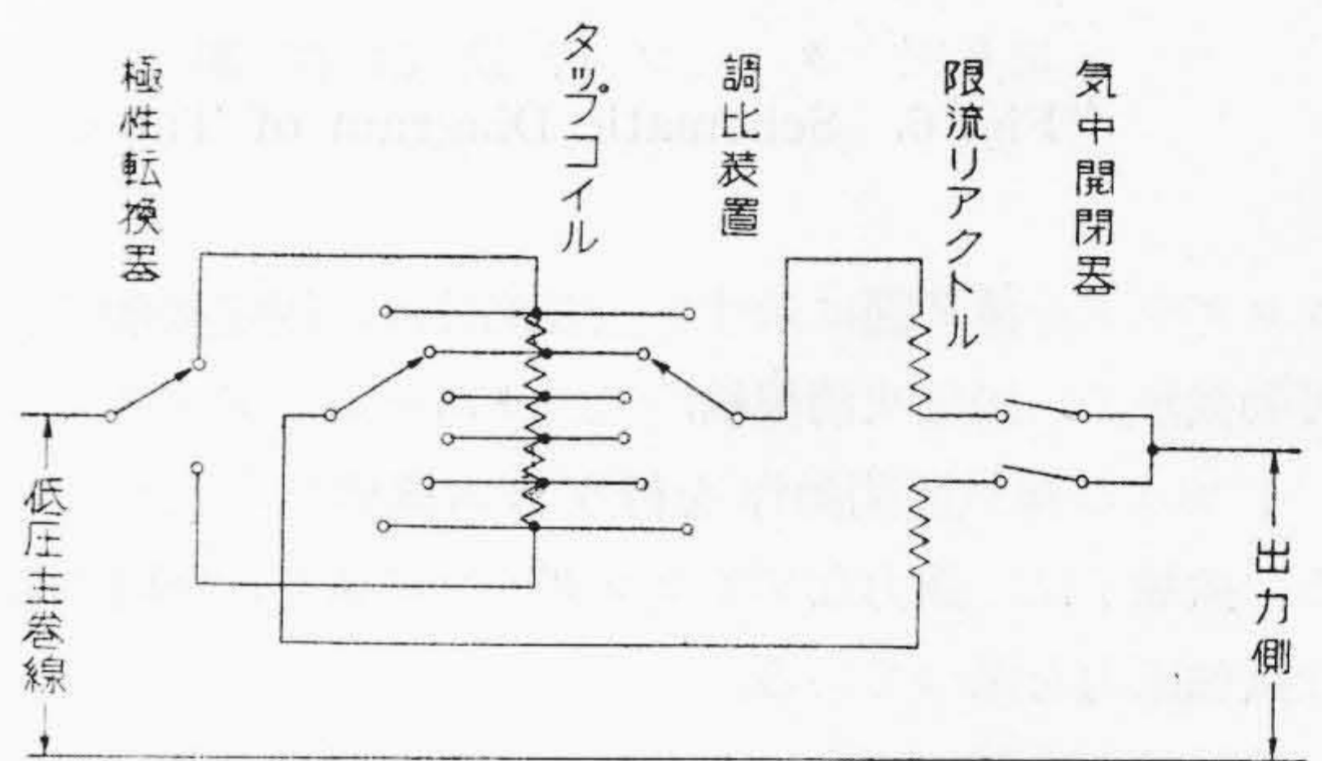 極性転換器
タップコイル
調比装置
限流リアクトル
気中開閉器
低圧主巻線
出力側